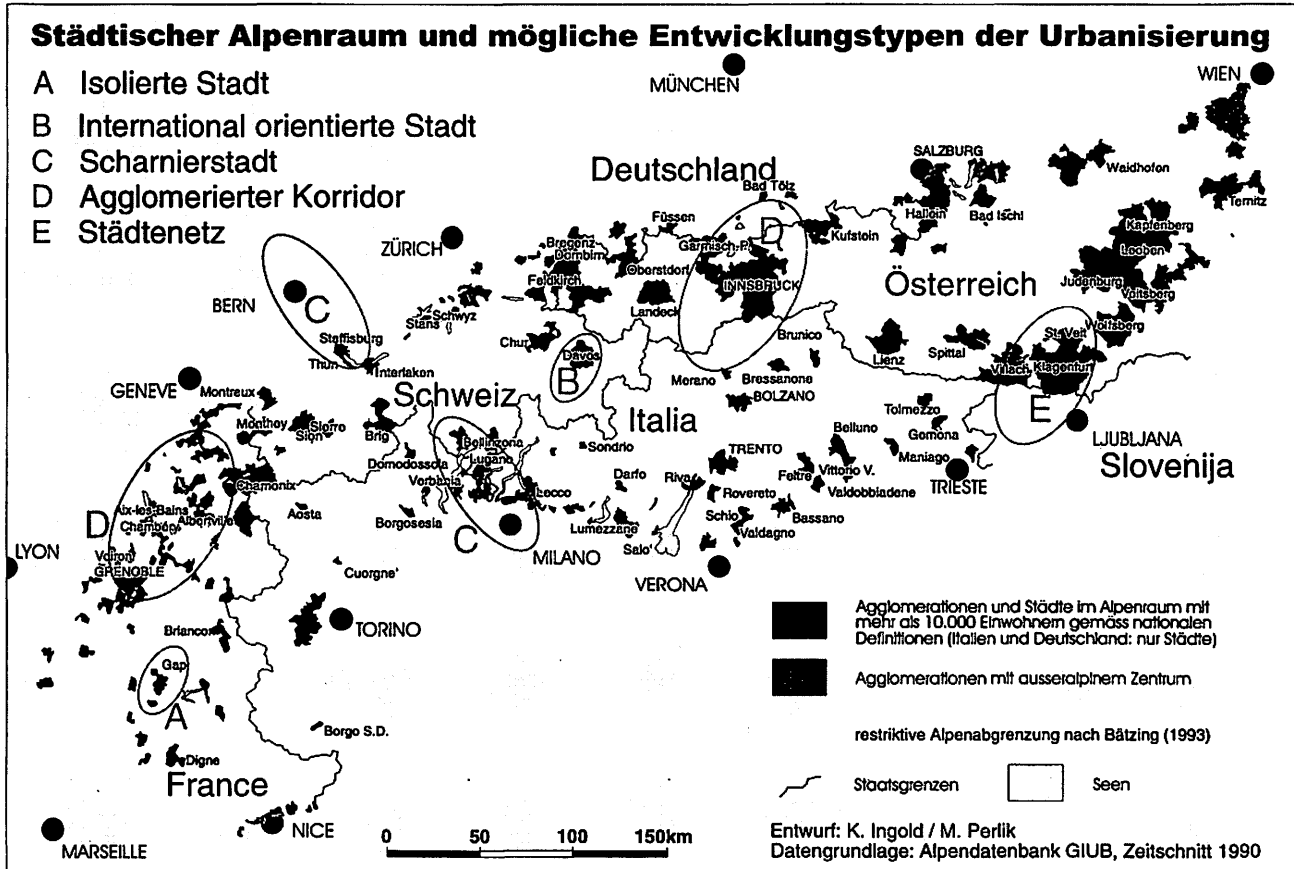 Städtischer Alpenraum und mögliche Entwicklungstypen der Urbanisierung
A Isolierte Stadt
B International orientierte Stadt
C Scharnierstadt
D Agglomerierter Korridor
E Städtenetz
MÜNCHEN
WIEN
Deutschland
SALZBURG
Waidhofen
Bad Tölz
Ternitz
Hallein
Bad Ischl
Füssen
Kapfenberg
ZÜRICH
Bregenz
Dornbirn
Garmisch-P.
D
Kufstein
Leoben
Oberstdorf
Feldkirch
INNSBRUCK
Österreich
Judenburg
Voitsberg
BERN
C
Landeck
Stans
Schwyz
Steffisburg
Chur
Davos
Brunico
Lienz
Spittal
St. Veit
Wolfsberg
Thun
Interlaken
B
Merano
Bressanone
Villach
Klagenfurt
GENEVE
Montreux
Schweiz
BOLZANO
Tolmezzo
E
Monthey
Sierro
Sion
Brig
Italia
Gemona
LJUBLJANA
Bellinzona
Sondrio
Belluno
Maniago
Slovenija
Domodossola
Lugano
TRENTO
Feltre
Vittorio V.
TRIESTE
Chamonix
Verbania
Lecco
Darfo
Riva
Rovereto
Valdobbiadene
D
Aix-les-Bains
Chambéry
Albertville
Aosta
Borgosesia
C
Lumezzane
Schio
Bassano
Valdagno
LYON
Voiron
GRENOBLE
MILANO
Salo'
VERONA
Cuorgne'
Briancon
TORINO
Gap
A
Borgo S.D.
Digne
France
NICE
MARSEILLE
0 50 100 150km
Agglomerationen und Städte im Alpenraum mit
mehr als 10.000 Einwohnern gemäss nationalen
Definitionen (Italien und Deutschland: nur Städte)
Agglomerationen mit ausseralpinem Zentrum
restriktive Alpenabgrenzung nach Bätzing (1993)
Staatsgrenzen
Seen
Entwurf: K. Ingold / M. Perlik
Datengrundlage: Alpendatenbank GIUB, Zeitschnitt 1990